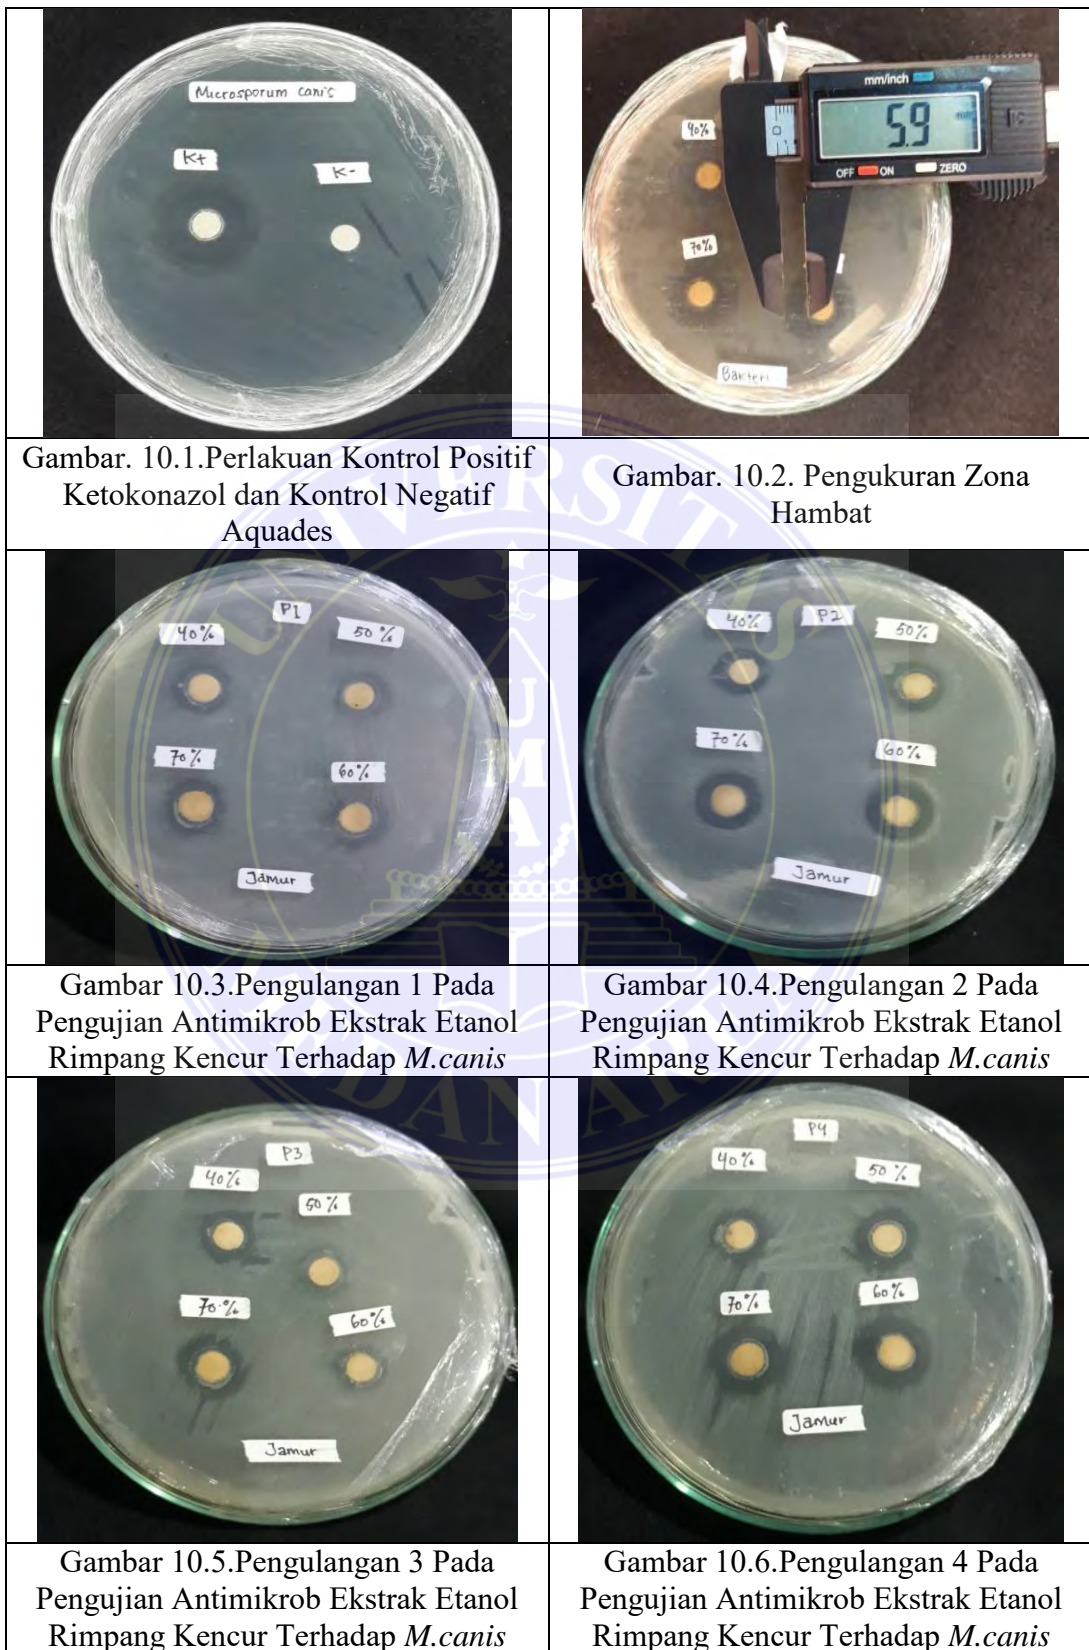 Microsporum canis
K+
K-
40%
70%
Bakteri
mm/inch
5.9
mm
OFF ON ZERO
Gambar. 10.1.Perlakuan Kontrol Positif
Ketokonazol dan Kontrol Negatif
Aquades
Gambar. 10.2. Pengukuran Zona
Hambat
P1
40%
50%
70%
60%
Jamur
P2
40%
50%
70%
60%
Jamur
Gambar 10.3.Pengulangan 1 Pada
Pengujian Antimikrob Ekstrak Etanol
Rimpang Kencur Terhadap M.canis
Gambar 10.4.Pengulangan 2 Pada
Pengujian Antimikrob Ekstrak Etanol
Rimpang Kencur Terhadap M.canis
P3
40%
50%
70%
60%
Jamur
P4
40%
50%
70%
60%
Jamur
Gambar 10.5.Pengulangan 3 Pada
Pengujian Antimikrob Ekstrak Etanol
Rimpang Kencur Terhadap M.canis
Gambar 10.6.Pengulangan 4 Pada
Pengujian Antimikrob Ekstrak Etanol
Rimpang Kencur Terhadap M.canis
UNIVERSITAS
MEDAN AREA
UMA